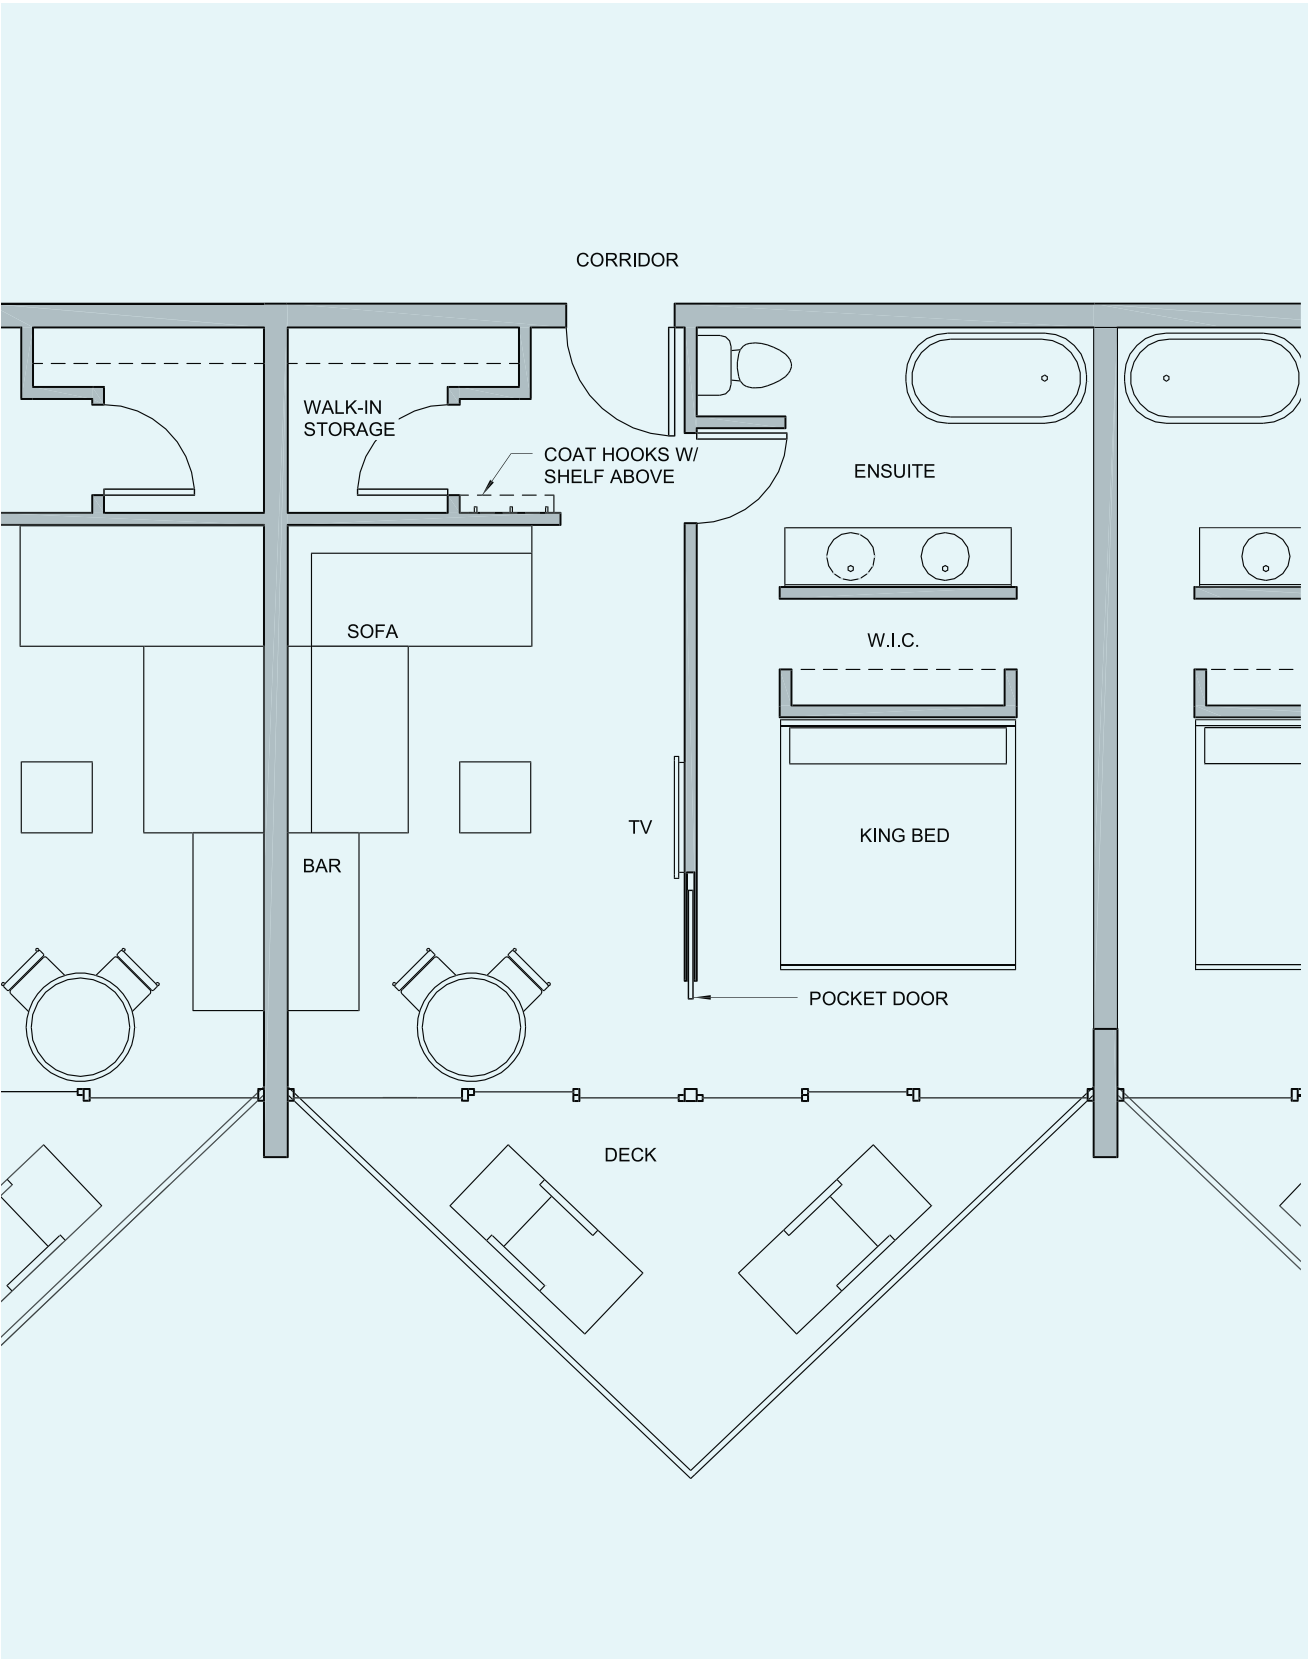 CORRIDOR
WALK-IN
STORAGE
COAT HOOKS W/
SHELF ABOVE
ENSUITE
SOFA
W.I.C.
TV
KING BED
BAR
POCKET DOOR
DECK